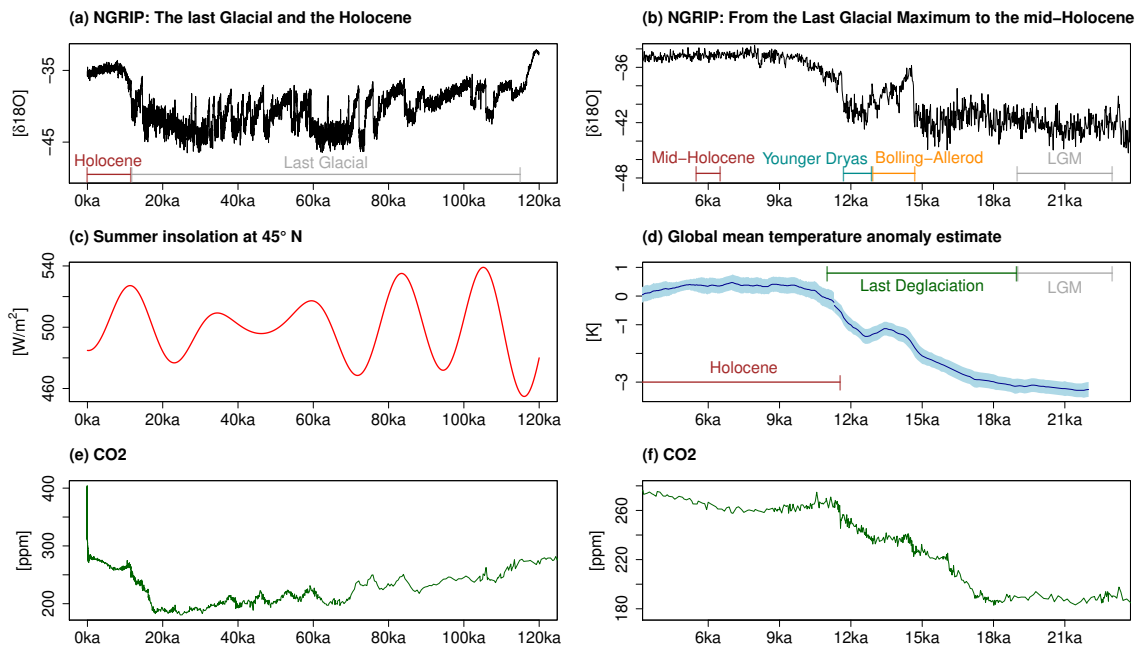 (a) NGRIP: The last Glacial and the Holocene
[δ18O]
−35
−45
Holocene
Last Glacial
0ka 20ka 40ka 60ka 80ka 100ka 120ka
(b) NGRIP: From the Last Glacial Maximum to the mid−Holocene
[δ18O]
−36
−42
−48
Mid−Holocene
Younger Dryas
Bolling−Allerod
LGM
6ka 9ka 12ka 15ka 18ka 21ka
(c) Summer insolation at 45° N
[W/m²]
540
500
460
0ka 20ka 40ka 60ka 80ka 100ka 120ka
(d) Global mean temperature anomaly estimate
[K]
1
0
−1
−3
Last Deglaciation
LGM
Holocene
6ka 9ka 12ka 15ka 18ka 21ka
(e) CO2
[ppm]
400
300
200
0ka 20ka 40ka 60ka 80ka 100ka 120ka
(f) CO2
[ppm]
260
220
180
6ka 9ka 12ka 15ka 18ka 21ka